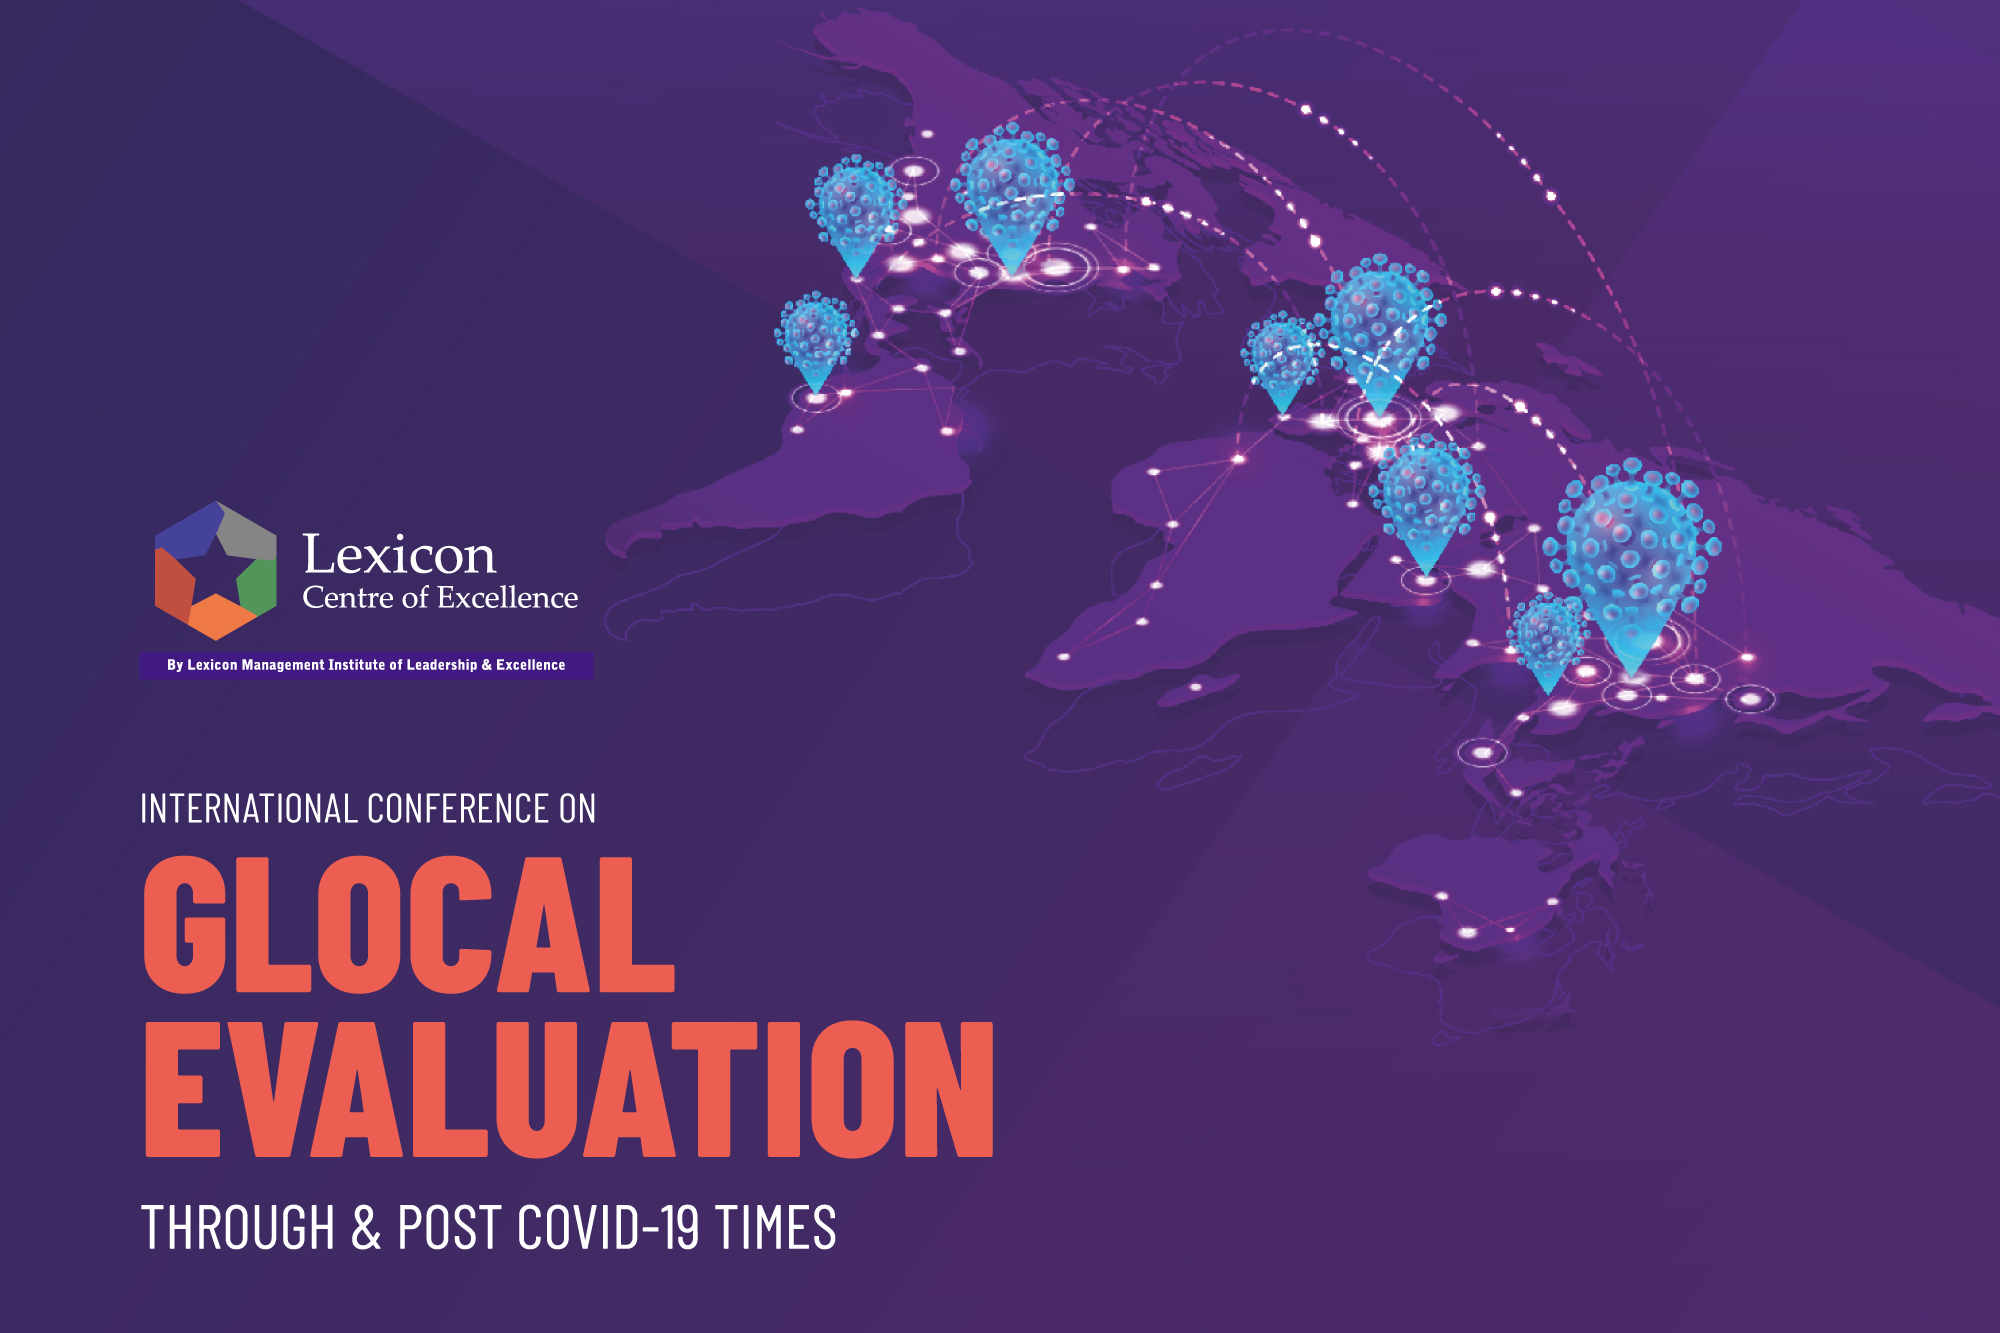 Lexicon
Centre of Excellence
By Lexicon Management Institute of Leadership & Excellence
INTERNATIONAL CONFERENCE ON
GLOCAL
EVALUATION
THROUGH & POST COVID-19 TIMES